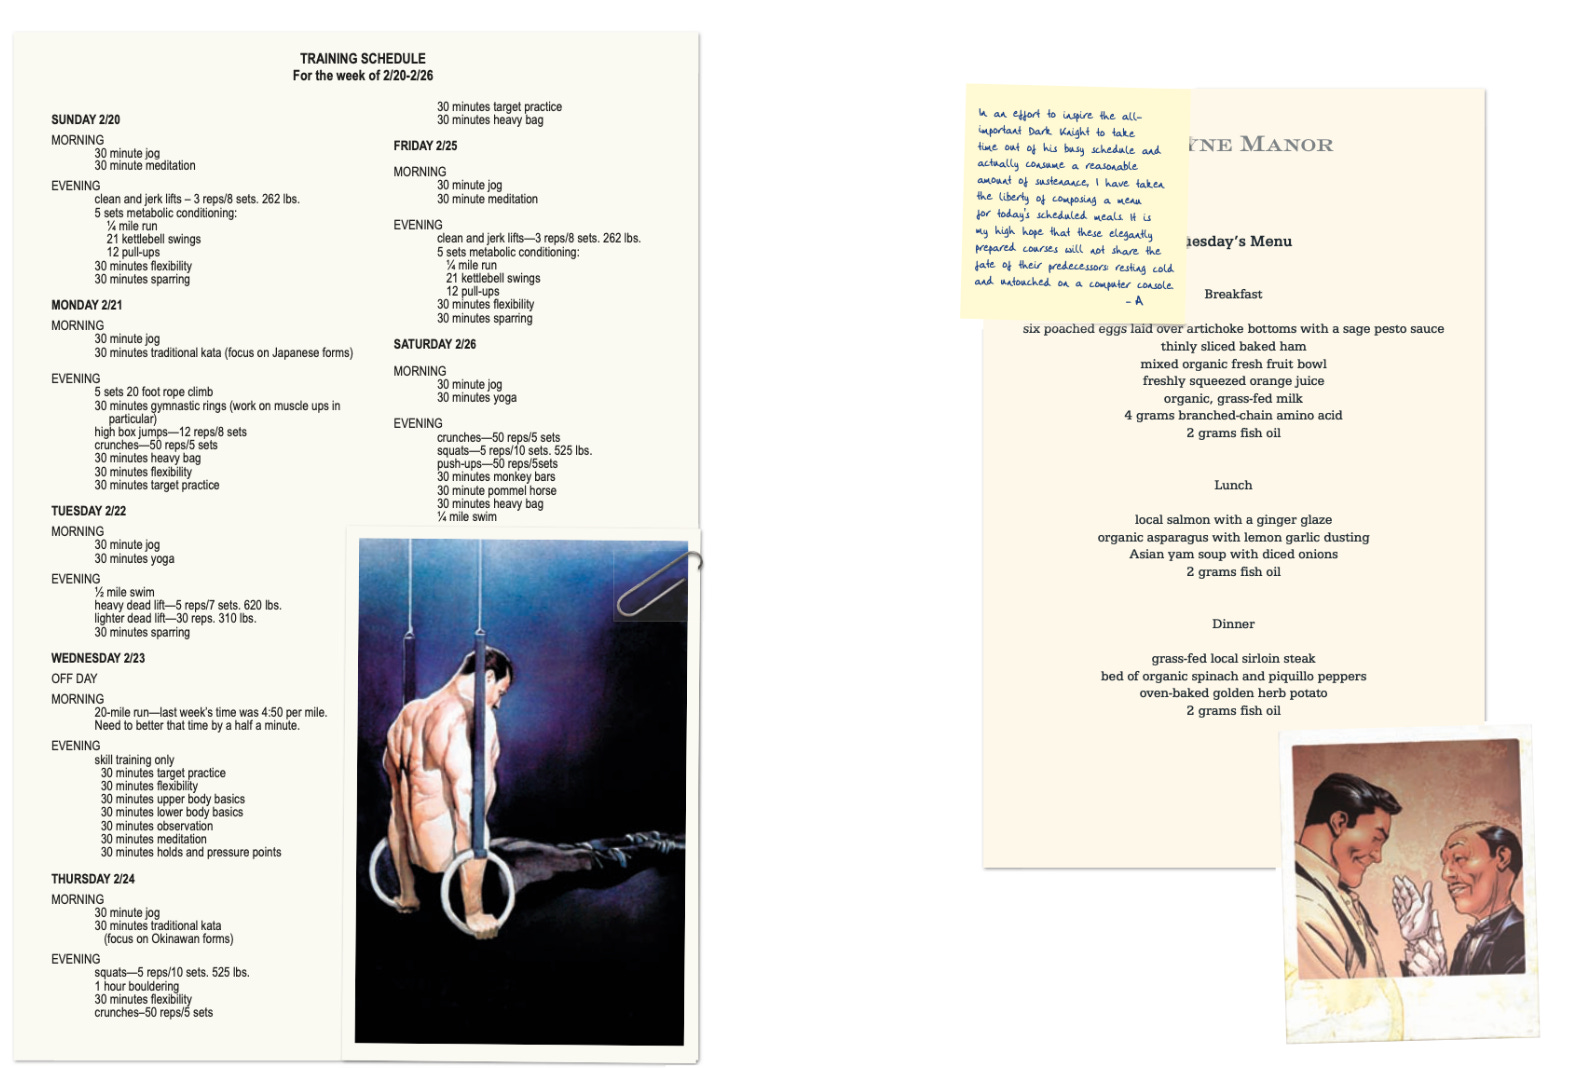 TRAINING SCHEDULE
For the week of 2/20-2/26
SUNDAY 2/20
MORNING
30 minute jog
30 minute meditation
EVENING
clean and jerk lifts – 3 reps/8 sets. 262 lbs.
5 sets metabolic conditioning:
¼ mile run
21 kettlebell swings
12 pull-ups
30 minutes flexibility
30 minutes sparring
MONDAY 2/21
MORNING
30 minute jog
30 minutes traditional kata (focus on Japanese forms)
EVENING
5 sets 20 foot rope climb
30 minutes gymnastic rings (work on muscle ups in
particular)
high box jumps—12 reps/8 sets
crunches—50 reps/5 sets
30 minutes heavy bag
30 minutes flexibility
30 minutes target practice
TUESDAY 2/22
MORNING
30 minute jog
30 minutes yoga
EVENING
½ mile swim
heavy dead lift—5 reps/7 sets. 620 lbs.
lighter dead lift—30 reps. 310 lbs.
30 minutes sparring
WEDNESDAY 2/23
OFF DAY
MORNING
20-mile run—last week's time was 4:50 per mile.
Need to better that time by a half a minute.
EVENING
skill training only
30 minutes target practice
30 minutes flexibility
30 minutes upper body basics
30 minutes lower body basics
30 minutes observation
30 minutes meditation
30 minutes holds and pressure points
THURSDAY 2/24
MORNING
30 minute jog
30 minutes traditional kata
(focus on Okinawan forms)
EVENING
squats—5 reps/10 sets. 525 lbs.
1 hour bouldering
30 minutes flexibility
crunches–50 reps/5 sets
30 minutes target practice
30 minutes heavy bag
FRIDAY 2/25
MORNING
30 minute jog
30 minute meditation
EVENING
clean and jerk lifts—3 reps/8 sets. 262 lbs.
5 sets metabolic conditioning:
¼ mile run
21 kettlebell swings
12 pull-ups
30 minutes flexibility
30 minutes sparring
SATURDAY 2/26
MORNING
30 minute jog
30 minutes yoga
EVENING
crunches—50 reps/5 sets
squats—5 reps/10 sets. 525 lbs.
push-ups—50 reps/5sets
30 minutes monkey bars
30 minute pommel horse
30 minutes heavy bag
¼ mile swim
In an effort to inspire the all-
important Dark Knight to take
time out of his busy schedule and
actually consume a reasonable
amount of sustenance, I have taken
the liberty of composing a menu
for today's scheduled meals. It is
my high hope that these elegantly
prepared courses will not share the
fate of their predecessors: resting cold
and untouched on a computer console.
- A
YNE MANOR
uesday's Menu
Breakfast
six poached eggs laid over artichoke bottoms with a sage pesto sauce
thinly sliced baked ham
mixed organic fresh fruit bowl
freshly squeezed orange juice
organic, grass-fed milk
4 grams branched-chain amino acid
2 grams fish oil
Lunch
local salmon with a ginger glaze
organic asparagus with lemon garlic dusting
Asian yam soup with diced onions
2 grams fish oil
Dinner
grass-fed local sirloin steak
bed of organic spinach and piquillo peppers
oven-baked golden herb potato
2 grams fish oil